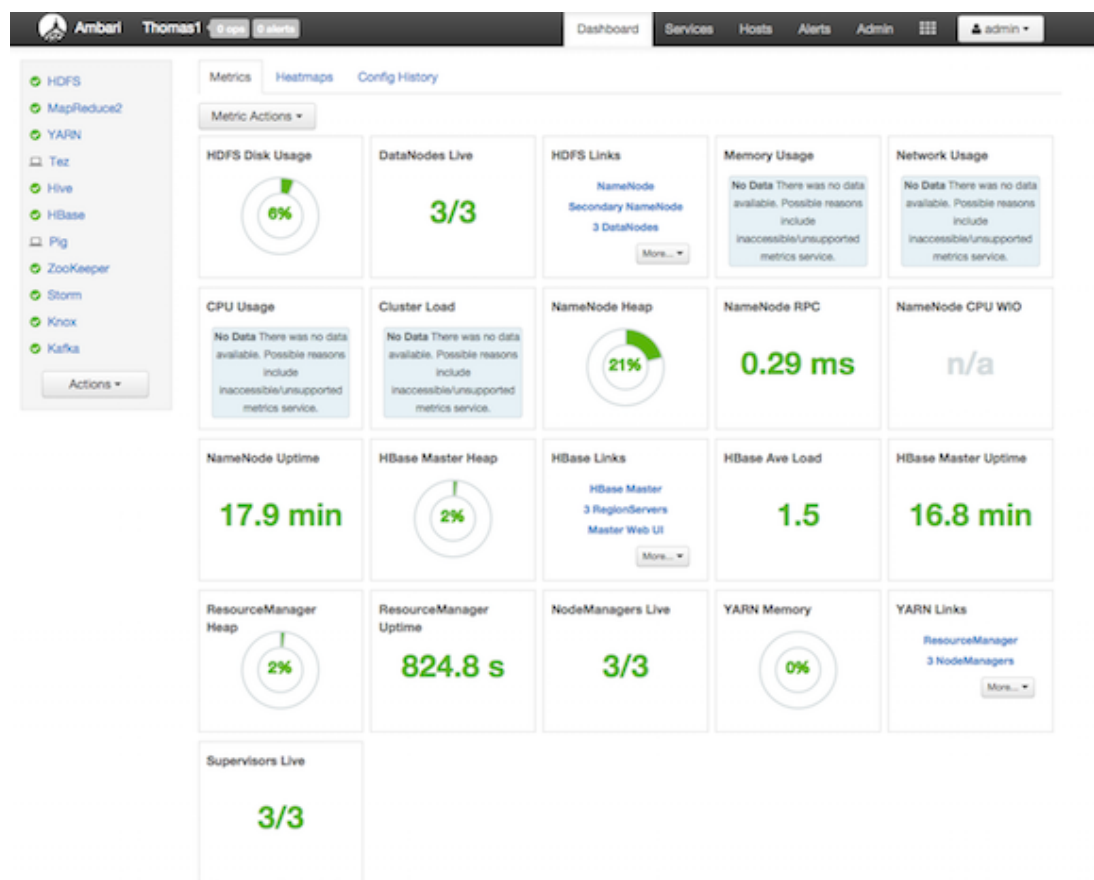 Ambari Thomas1 0 ops 0 alerts Dashboard Services Hosts Alerts Admin admin
HDFS
MapReduce2
YARN
Tez
Hive
HBase
Pig
ZooKeeper
Storm
Knox
Kafka
Actions
Metrics Heatmaps Config History
Metric Actions
HDFS Disk Usage
6%
DataNodes Live
3/3
HDFS Links
NameNode
Secondary NameNode
3 DataNodes
More...
Memory Usage
No Data There was no data
available. Possible reasons
include
inaccessible/unsupported
metrics service.
Network Usage
No Data There was no data
available. Possible reasons
include
inaccessible/unsupported
metrics service.
CPU Usage
No Data There was no data
available. Possible reasons
include
inaccessible/unsupported
metrics service.
Cluster Load
No Data There was no data
available. Possible reasons
include
inaccessible/unsupported
metrics service.
NameNode Heap
21%
NameNode RPC
0.29 ms
NameNode CPU WIO
n/a
NameNode Uptime
17.9 min
HBase Master Heap
2%
HBase Links
HBase Master
3 RegionServers
Master Web UI
More...
HBase Ave Load
1.5
HBase Master Uptime
16.8 min
ResourceManager
Heap
2%
ResourceManager
Uptime
824.8 s
NodeManagers Live
3/3
YARN Memory
0%
YARN Links
ResourceManager
3 NodeManagers
More...
Supervisors Live
3/3